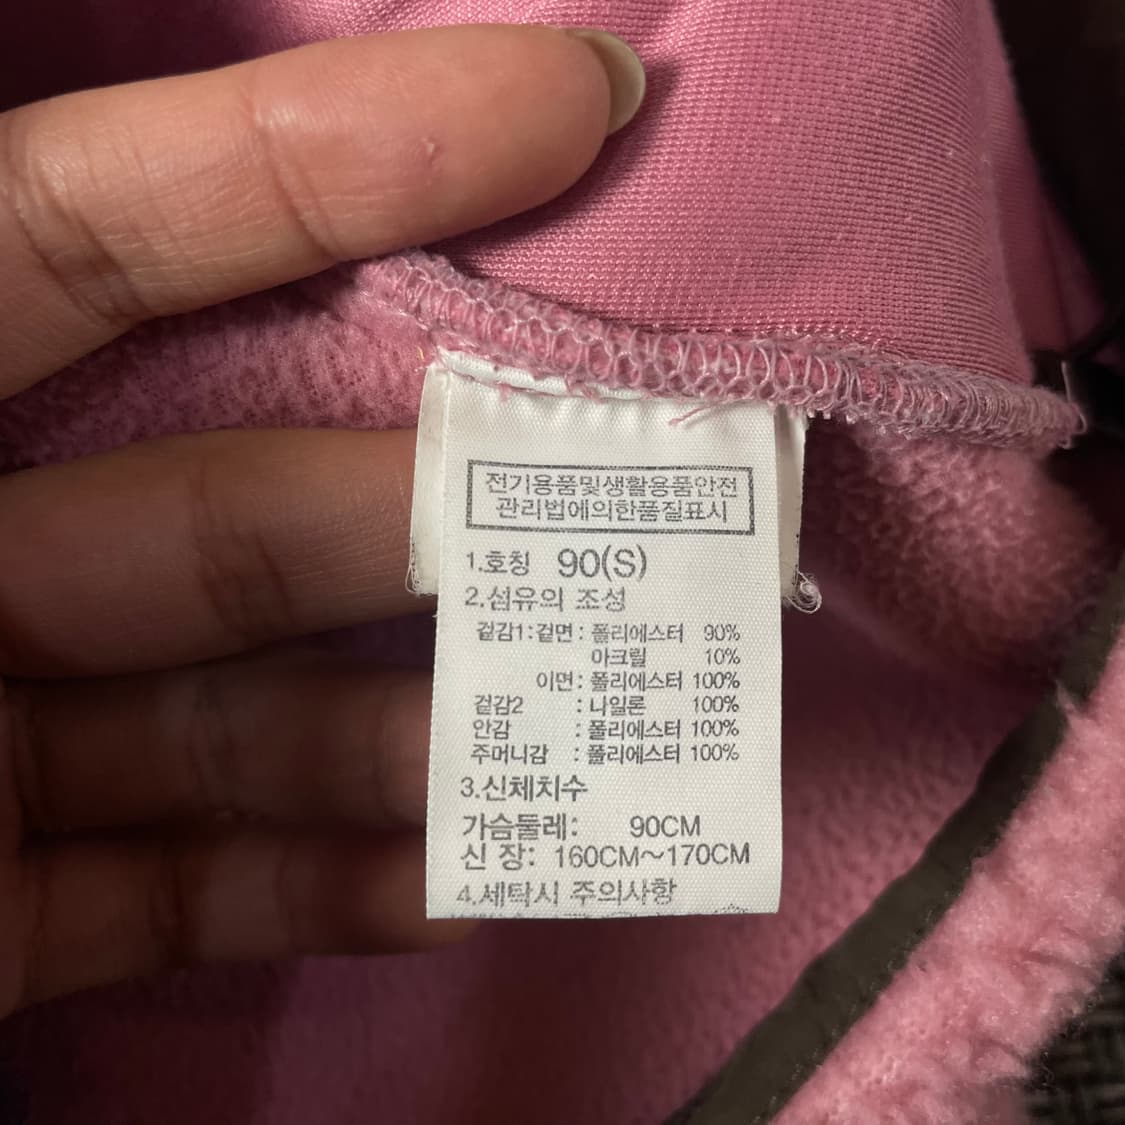 전기용품및생활용품안전
관리법에의한품질표시
1.호칭 90(S)
2.섬유의 조성
겉감1:겉면: 폴리에스터 90%
아크릴 10%
이면: 폴리에스터 100%
겉감2 : 나일론 100%
안감 : 폴리에스터 100%
주머니감 : 폴리에스터 100%
3.신체치수
가슴둘레: 90CM
신 장: 160CM~170CM
4.세탁시 주의사항